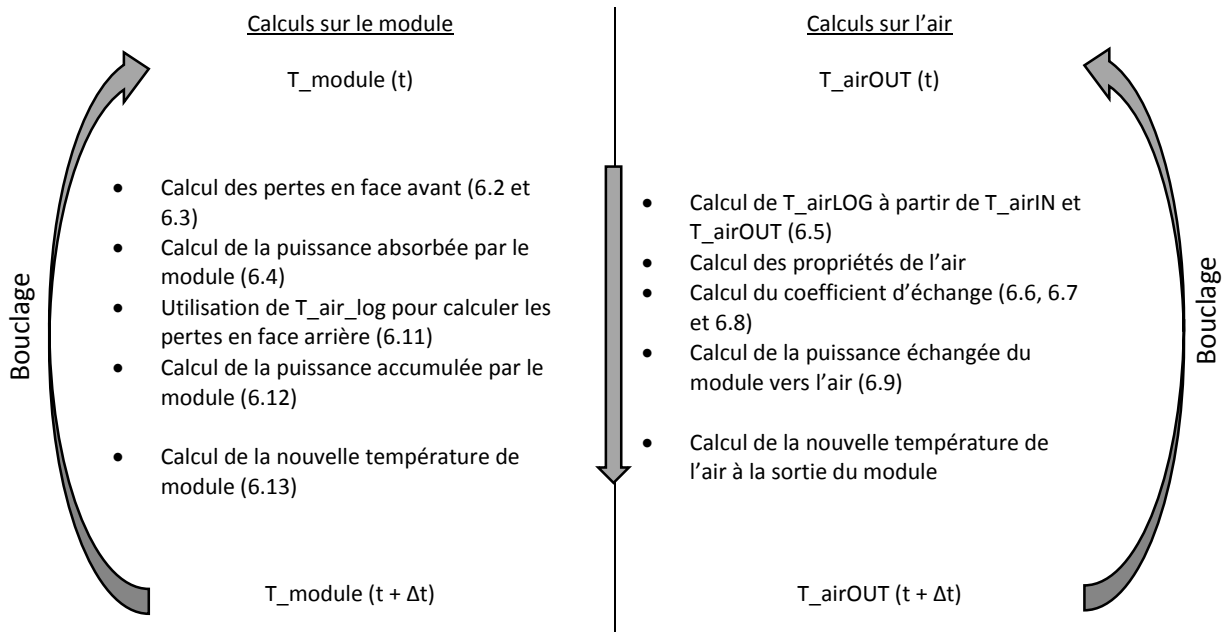 Calculs sur le module
T_module (t)
Bouclage
• Calcul des pertes en face avant (6.2 et
6.3)
• Calcul de la puissance absorbée par le
module (6.4)
• Utilisation de T_air_log pour calculer les
pertes en face arrière (6.11)
• Calcul de la puissance accumulée par le
module (6.12)
• Calcul de la nouvelle température de
module (6.13)
T_module (t + Δt)
Calculs sur l’air
T_airOUT (t)
• Calcul de T_airLOG à partir de T_airIN et
T_airOUT (6.5)
• Calcul des propriétés de l’air
• Calcul du coefficient d’échange (6.6, 6.7
et 6.8)
• Calcul de la puissance échangée du
module vers l’air (6.9)
• Calcul de la nouvelle température de
l’air à la sortie du module
T_airOUT (t + Δt)
Bouclage